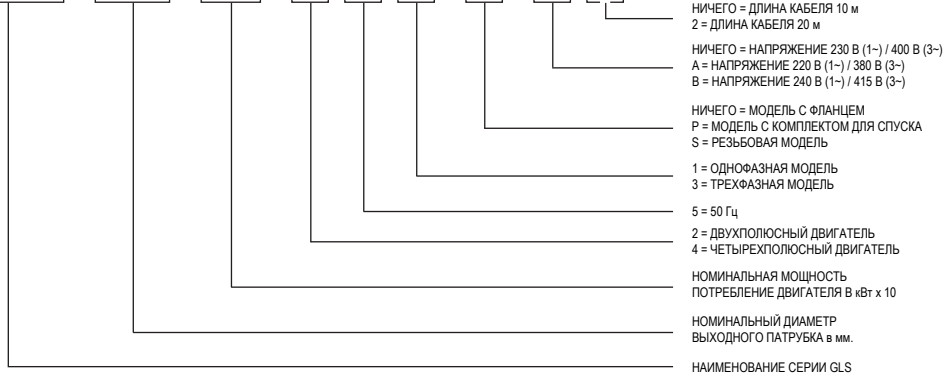 НИЧЕГО = ДЛИНА КАБЕЛЯ 10 м
2 = ДЛИНА КАБЕЛЯ 20 м
НИЧЕГО = НАПРЯЖЕНИЕ 230 В (1~) / 400 В (3~)
A = НАПРЯЖЕНИЕ 220 В (1~) / 380 В (3~)
B = НАПРЯЖЕНИЕ 240 В (1~) / 415 В (3~)
НИЧЕГО = МОДЕЛЬ С ФЛАНЦЕМ
P = МОДЕЛЬ С КОМПЛЕКТОМ ДЛЯ СПУСКА
S = РЕЗЬБОВАЯ МОДЕЛЬ
1 = ОДНОФАЗНАЯ МОДЕЛЬ
3 = ТРЕХФАЗНАЯ МОДЕЛЬ
5 = 50 Гц
2 = ДВУХПОЛЮСНЫЙ ДВИГАТЕЛЬ
4 = ЧЕТЫРЕХПОЛЮСНЫЙ ДВИГАТЕЛЬ
НОМИНАЛЬНАЯ МОЩНОСТЬ
ПОТРЕБЛЕНИЕ ДВИГАТЕЛЯ В кВт x 10
НОМИНАЛЬНЫЙ ДИАМЕТР
ВЫХОДНОГО ПАТРУБКА в мм.
НАИМЕНОВАНИЕ СЕРИИ GLS